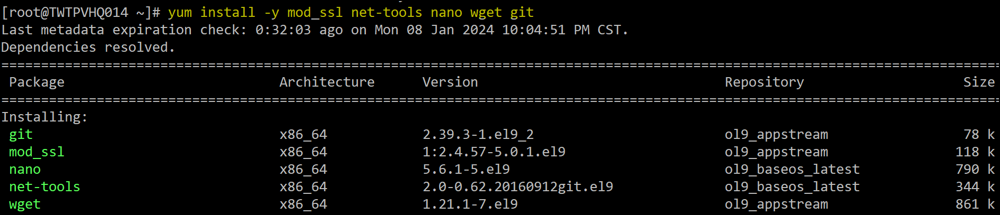 [root@TWTPVHQ014 ~]# yum install -y mod_ssl net-tools nano wget git
Last metadata expiration check: 0:32:03 ago on Mon 08 Jan 2024 10:04:51 PM CST.
Dependencies resolved.
=============================================================================================================================
Package Architecture Version Repository Size
=============================================================================================================================
Installing:
git x86_64 2.39.3-1.el9_2 ol9_appstream 78 k
mod_ssl x86_64 1:2.4.57-5.0.1.el9 ol9_appstream 118 k
nano x86_64 5.6.1-5.el9 ol9_baseos_latest 790 k
net-tools x86_64 2.0-0.62.20160912git.el9 ol9_baseos_latest 344 k
wget x86_64 1.21.1-7.el9 ol9_appstream 861 k